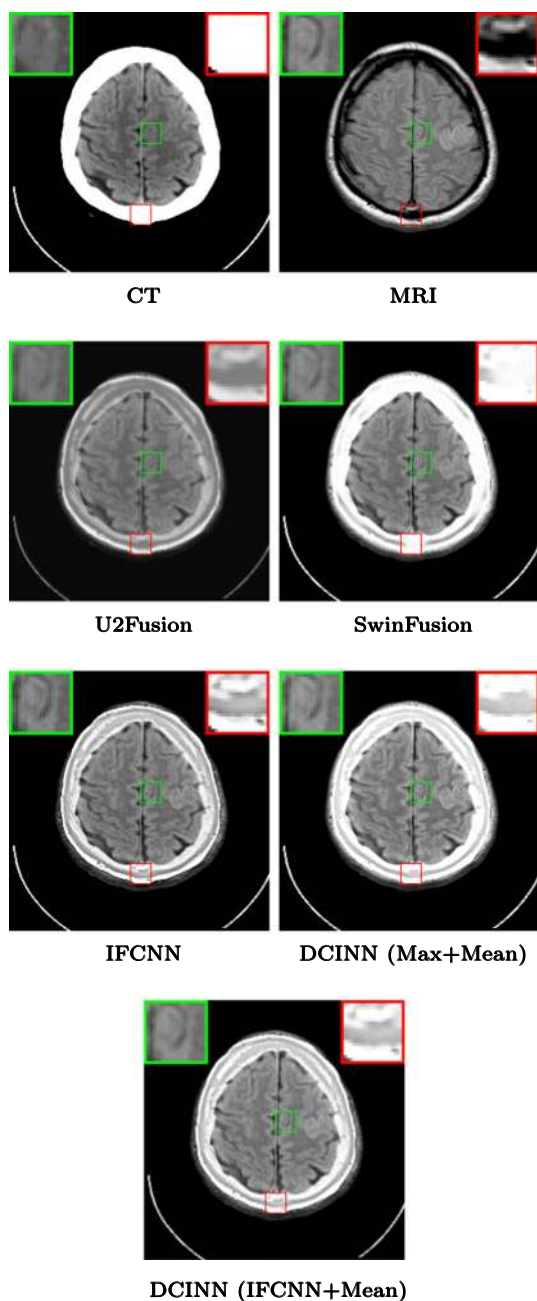 CT
MRI
U2Fusion
SwinFusion
IFCNN
DCINN (Max+Mean)
DCINN (IFCNN+Mean)